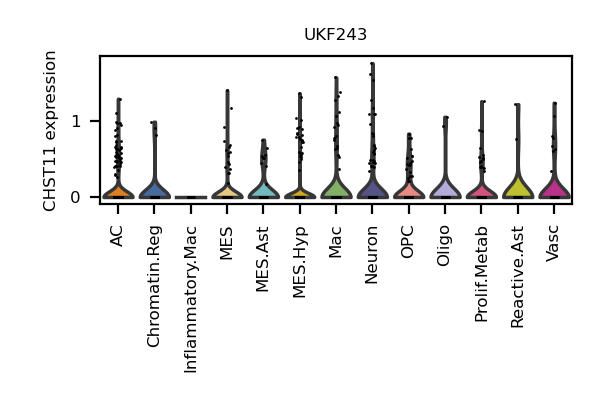 UKF243
CHST11 expression
1
0
AC
Chromatin.Reg
Inflammatory.Mac
MES
MES.Ast
MES.Hyp
Mac
Neuron
OPC
Oligo
Prolif.Metab
Reactive.Ast
Vasc